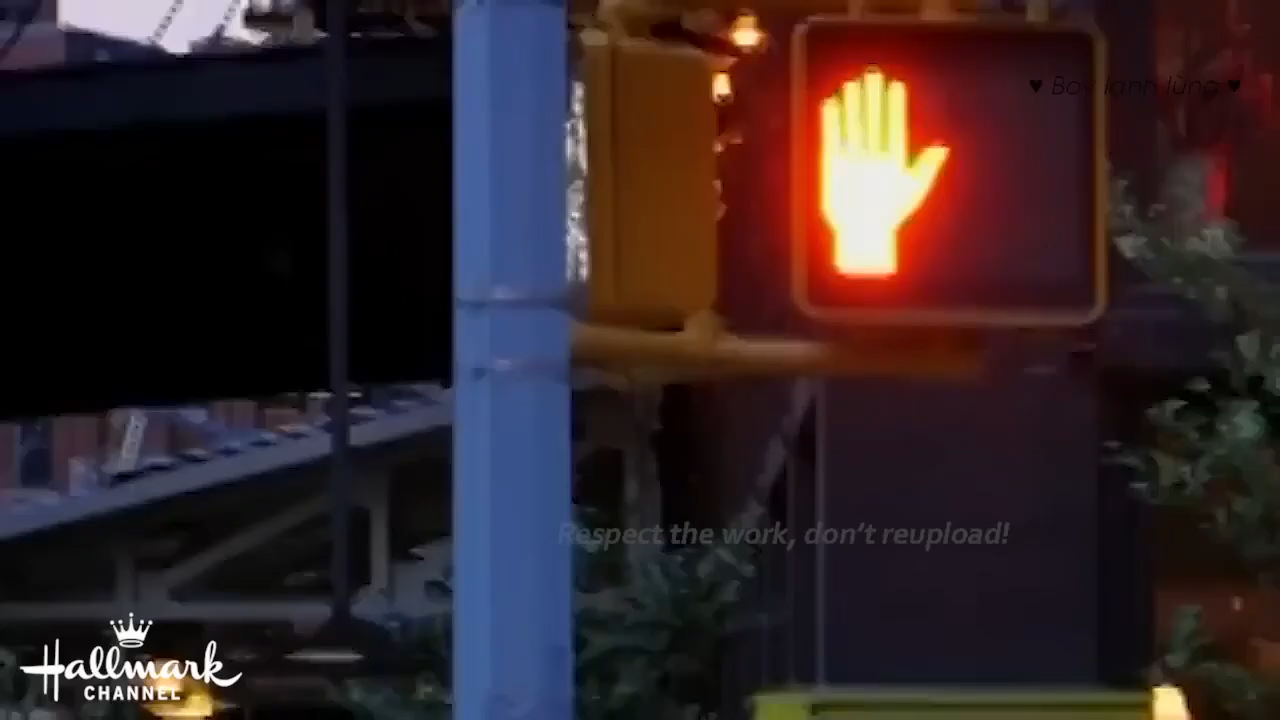 ♥ Boy lạnh lùng ♥
Respect the work, don't reupload!
Hallmark
CHANNEL